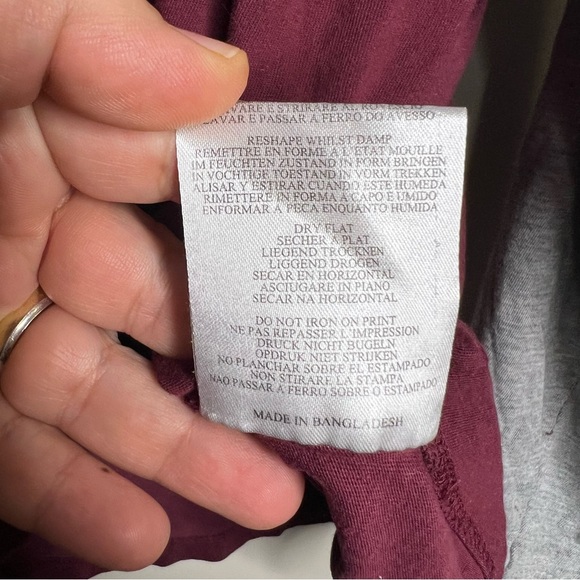 LAVARE E STIRARE AL ROVESCIO
LAVAR E PASSAR A FERRO DO AVESSO
RESHAPE WHILST DAMP
REMETTRE EN FORME A L'ETAT MOUILLE
IM FEUCHTEN ZUSTAND IN FORM BRINGEN
IN VOCHTIGE TOESTAND IN VORM TREKKEN
ALISAR Y ESTIRAR CUANDO ESTE HUMEDA
RIMETTERE IN FORMA A CAPO E UMIDO
ENFORMAR A PECA ENQUANTO HUMIDA
DRY FLAT
SECHER A PLAT
LIEGEND TROCKNEN
LIGGEND DROGEN
SECAR EN HORIZONTAL
ASCIUGARE IN PIANO
SECAR NA HORIZONTAL
DO NOT IRON ON PRINT
NE PAS REPASSER L'IMPRESSION
DRUCK NICHT BUGELN
OPDRUK NIET STRIJKEN
NO PLANCHAR SOBRE EL ESTAMPADO
NON STIRARE LA STAMPA
NAO PASSAR A FERRO SOBRE O ESTAMPADO
MADE IN BANGLADESH